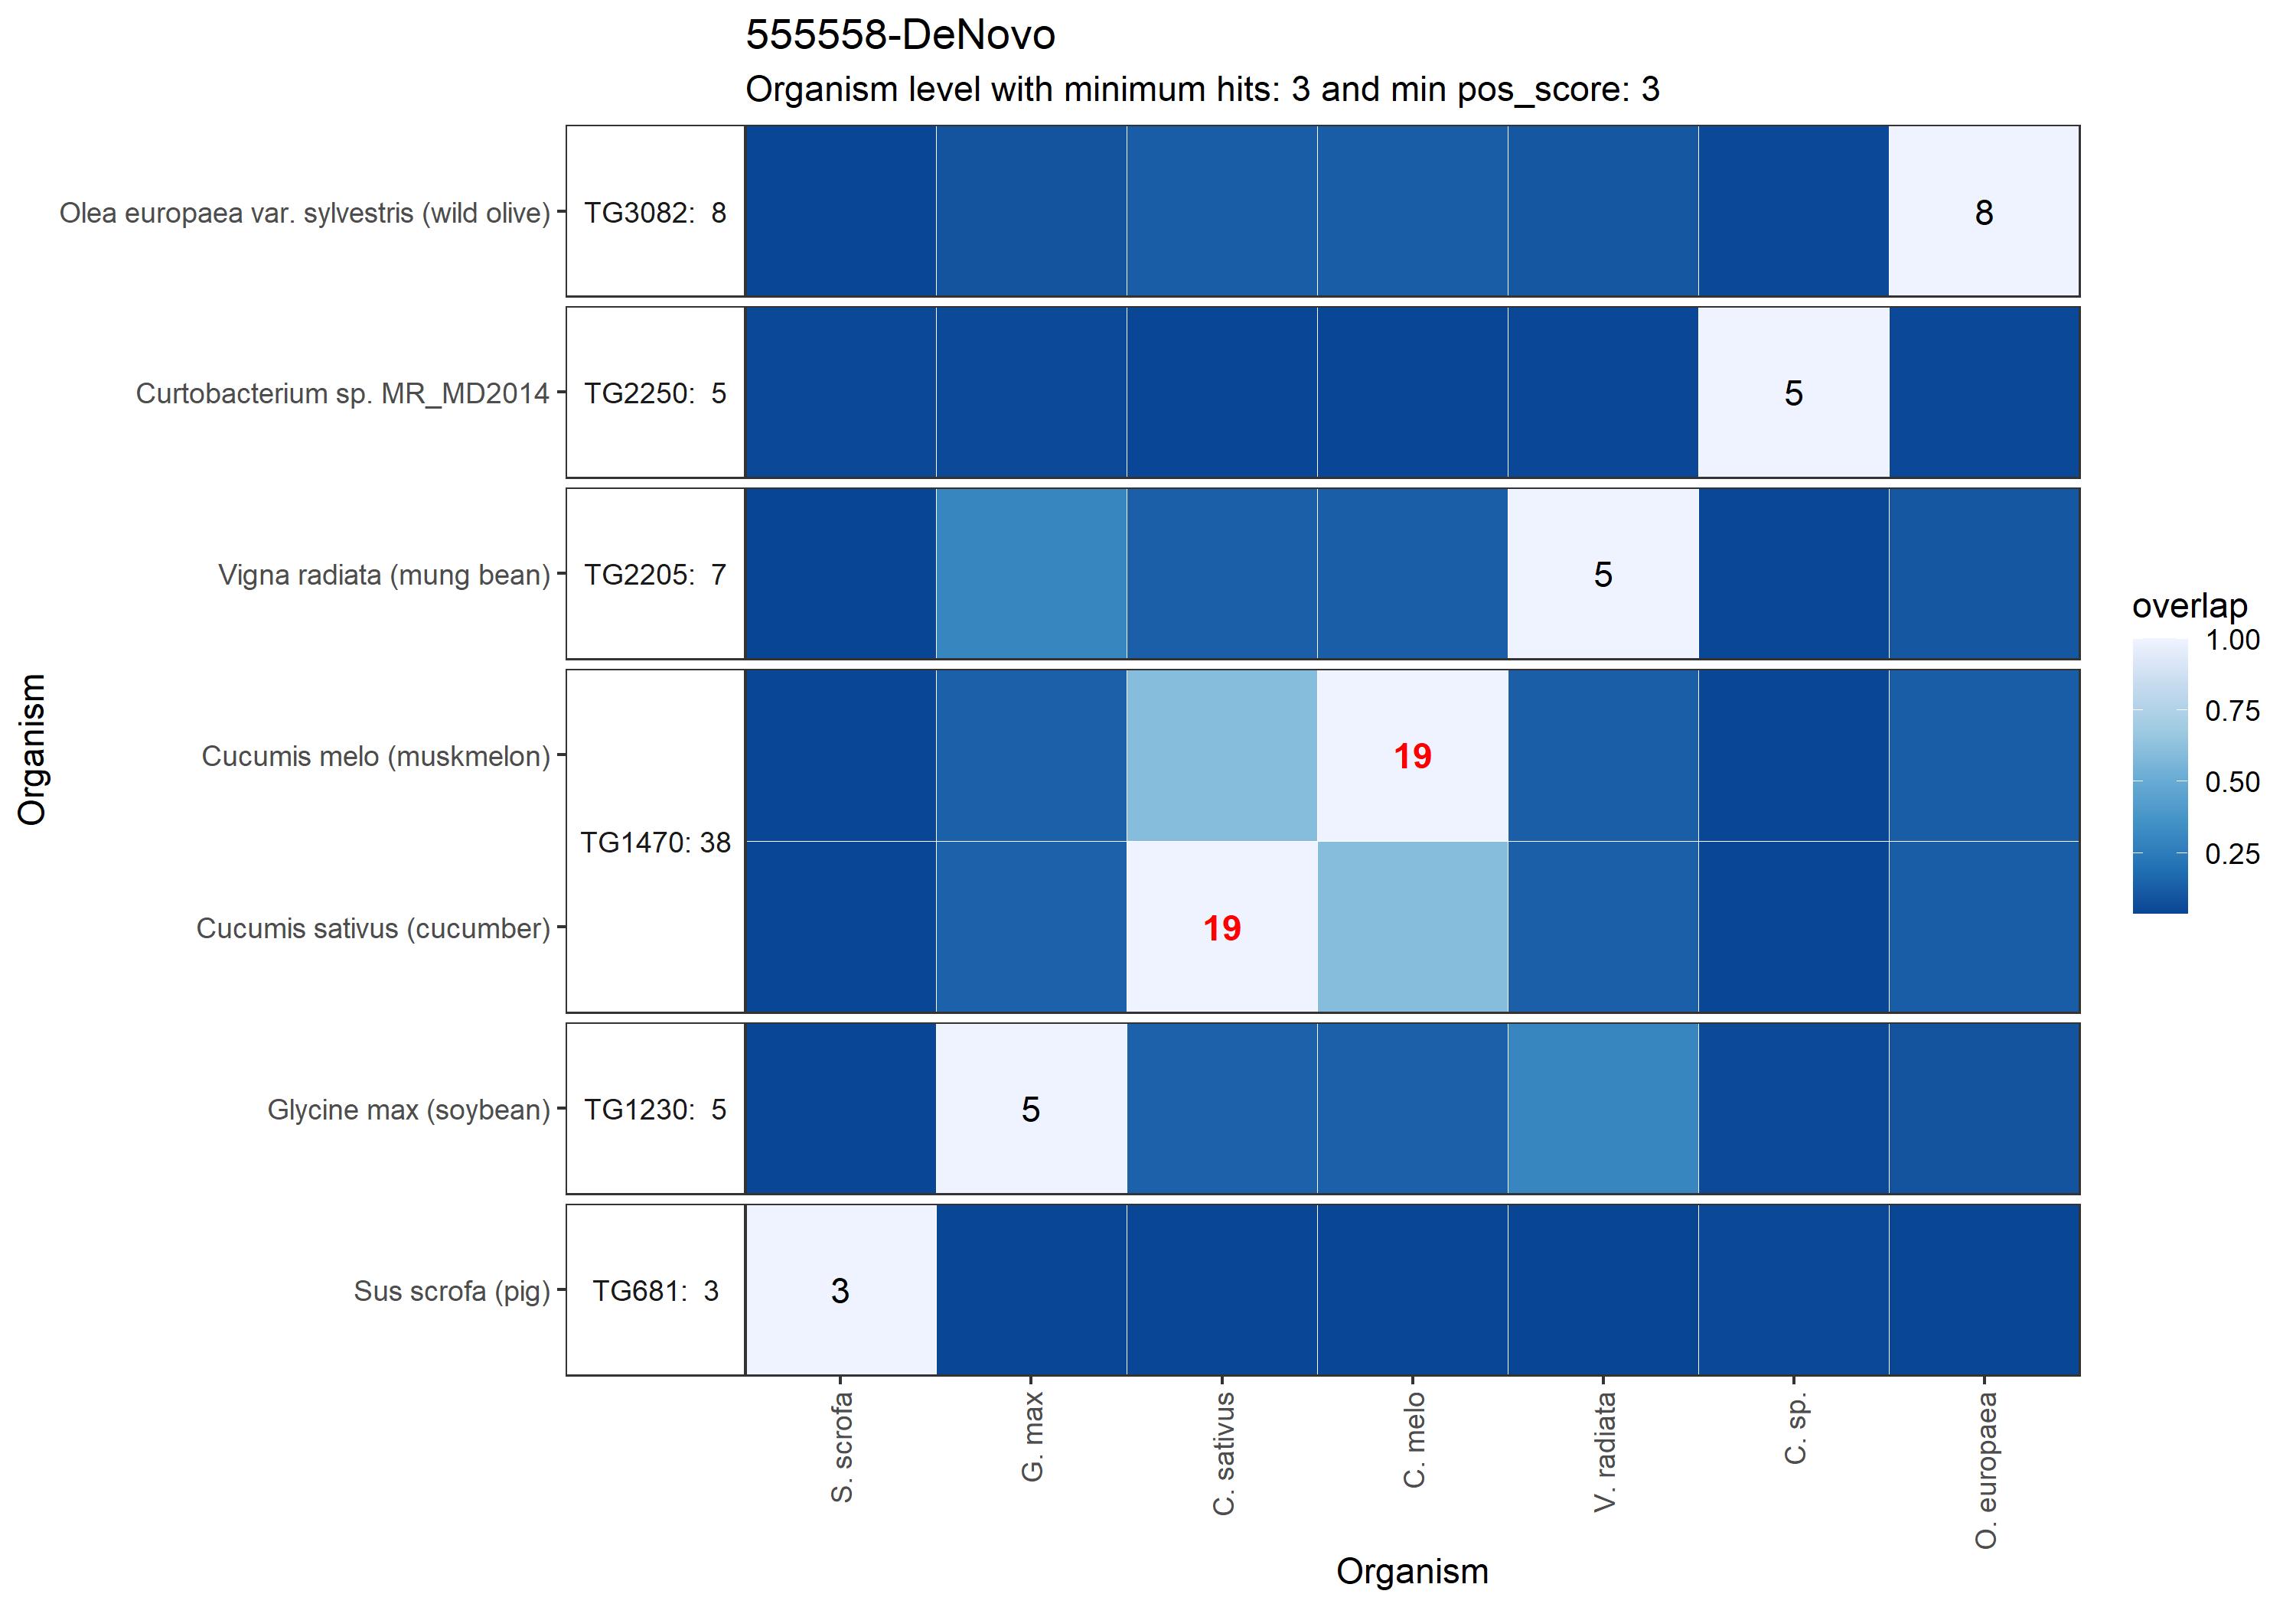 555558-DeNovo
Organism level with minimum hits: 3 and min pos_score: 3
Olea europaea var. sylvestris (wild olive) TG3082: 8 8
Curtobacterium sp. MR_MD2014 TG2250: 5 5
Vigna radiata (mung bean) TG2205: 7 5
Cucumis melo (muskmelon) 19
TG1470: 38
Cucumis sativus (cucumber) 19
Glycine max (soybean) TG1230: 5 5
Sus scrofa (pig) TG681: 3 3
Organism
S. scrofa
G. max
C. sativus
C. melo
V. radiata
C. sp.
O. europaea
Organism
overlap
1.00
0.75
0.50
0.25